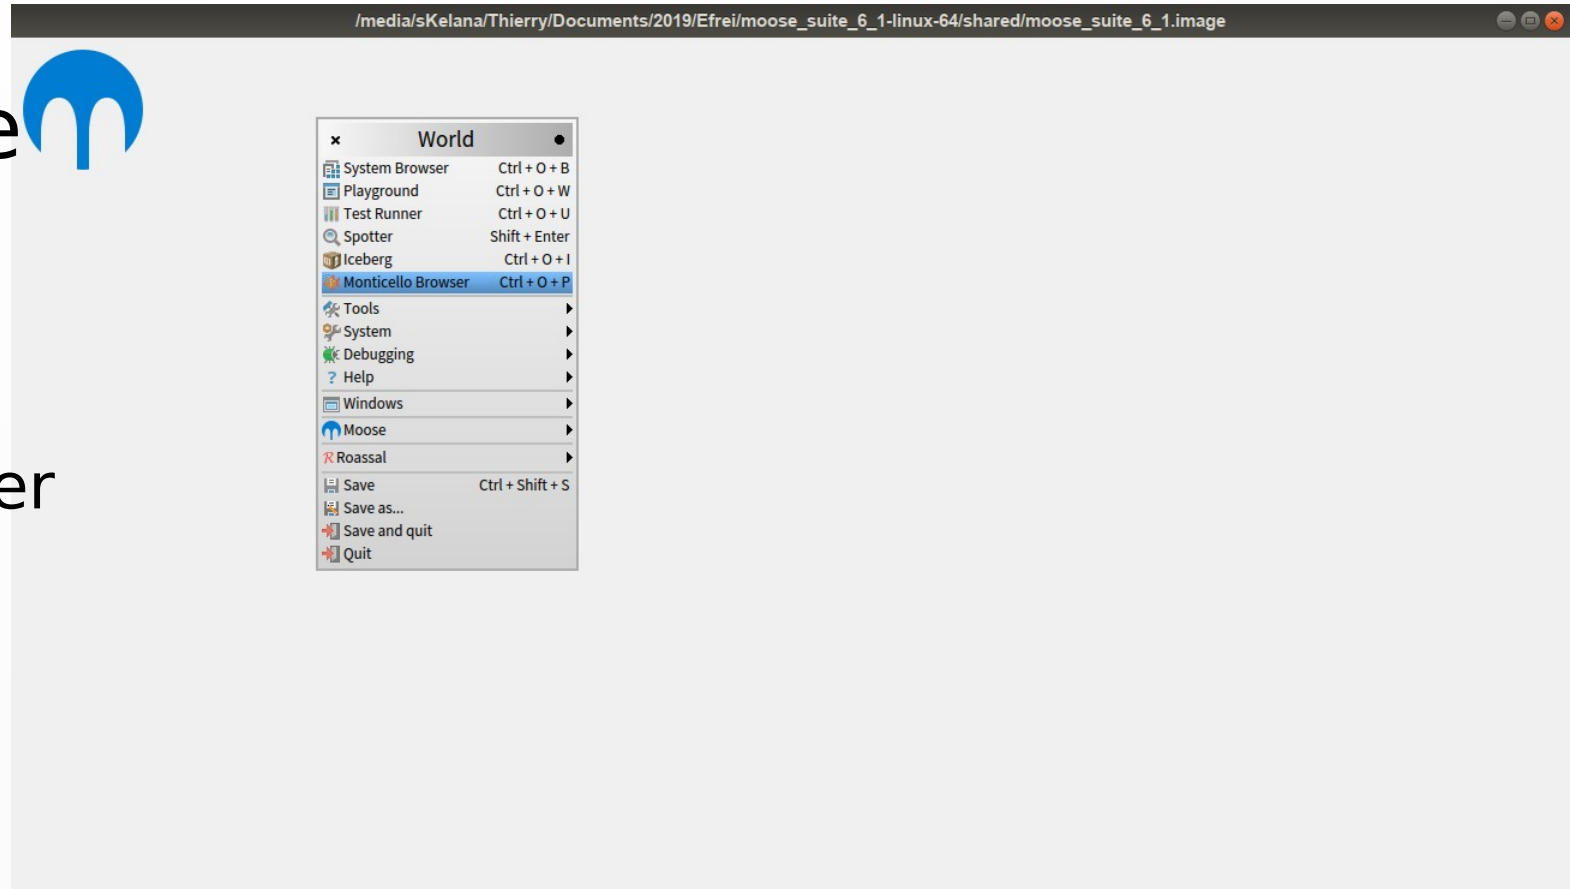 /media/sKelana/Thierry/Documents/2019/Efrei/moose_suite_6_1-linux-64/shared/moose_suite_6_1.image
e
World
System Browser Ctrl + O + B
Playground Ctrl + O + W
Test Runner Ctrl + O + U
Spotter Shift + Enter
Iceberg Ctrl + O + I
Monticello Browser Ctrl + O + P
Tools
System
Debugging
? Help
Windows
Moose
R Roassal
er
Save Ctrl + Shift + S
Save as...
Save and quit
Quit